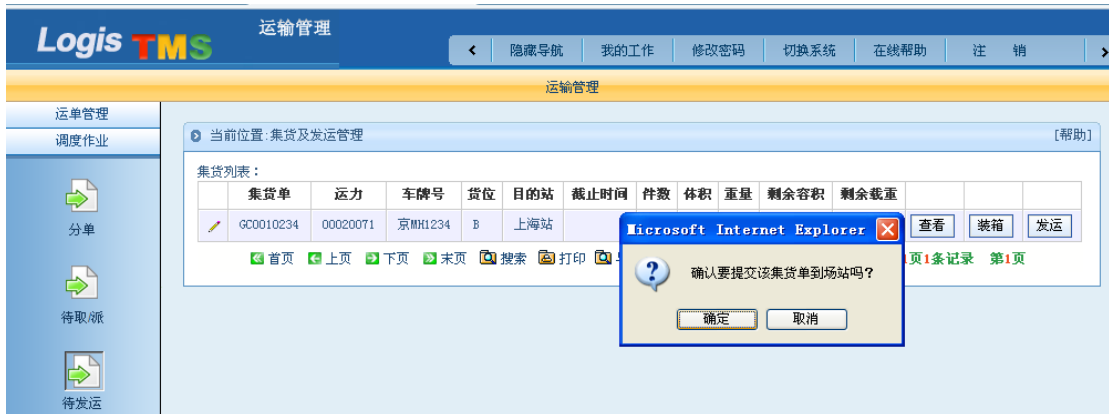 Logis TMS
运输管理
隐藏导航 我的工作 修改密码 切换系统 在线帮助 注 销
运输管理
运单管理
调度作业
分单
待取/派
待发运
当前位置:集货及发运管理 [帮助]
集货列表：
集货单 运力 车牌号 货位 目的站 截止时间 件数 体积 重量 剩余容积 剩余载重
GC0010234 00020071 京MH1234 B 上海站 查看 装箱 发运
首页 上页 下页 末页 搜索 打印 页1条记录 第1页
Microsoft Internet Explorer
确认要提交该集货单到场站吗？
确定 取消